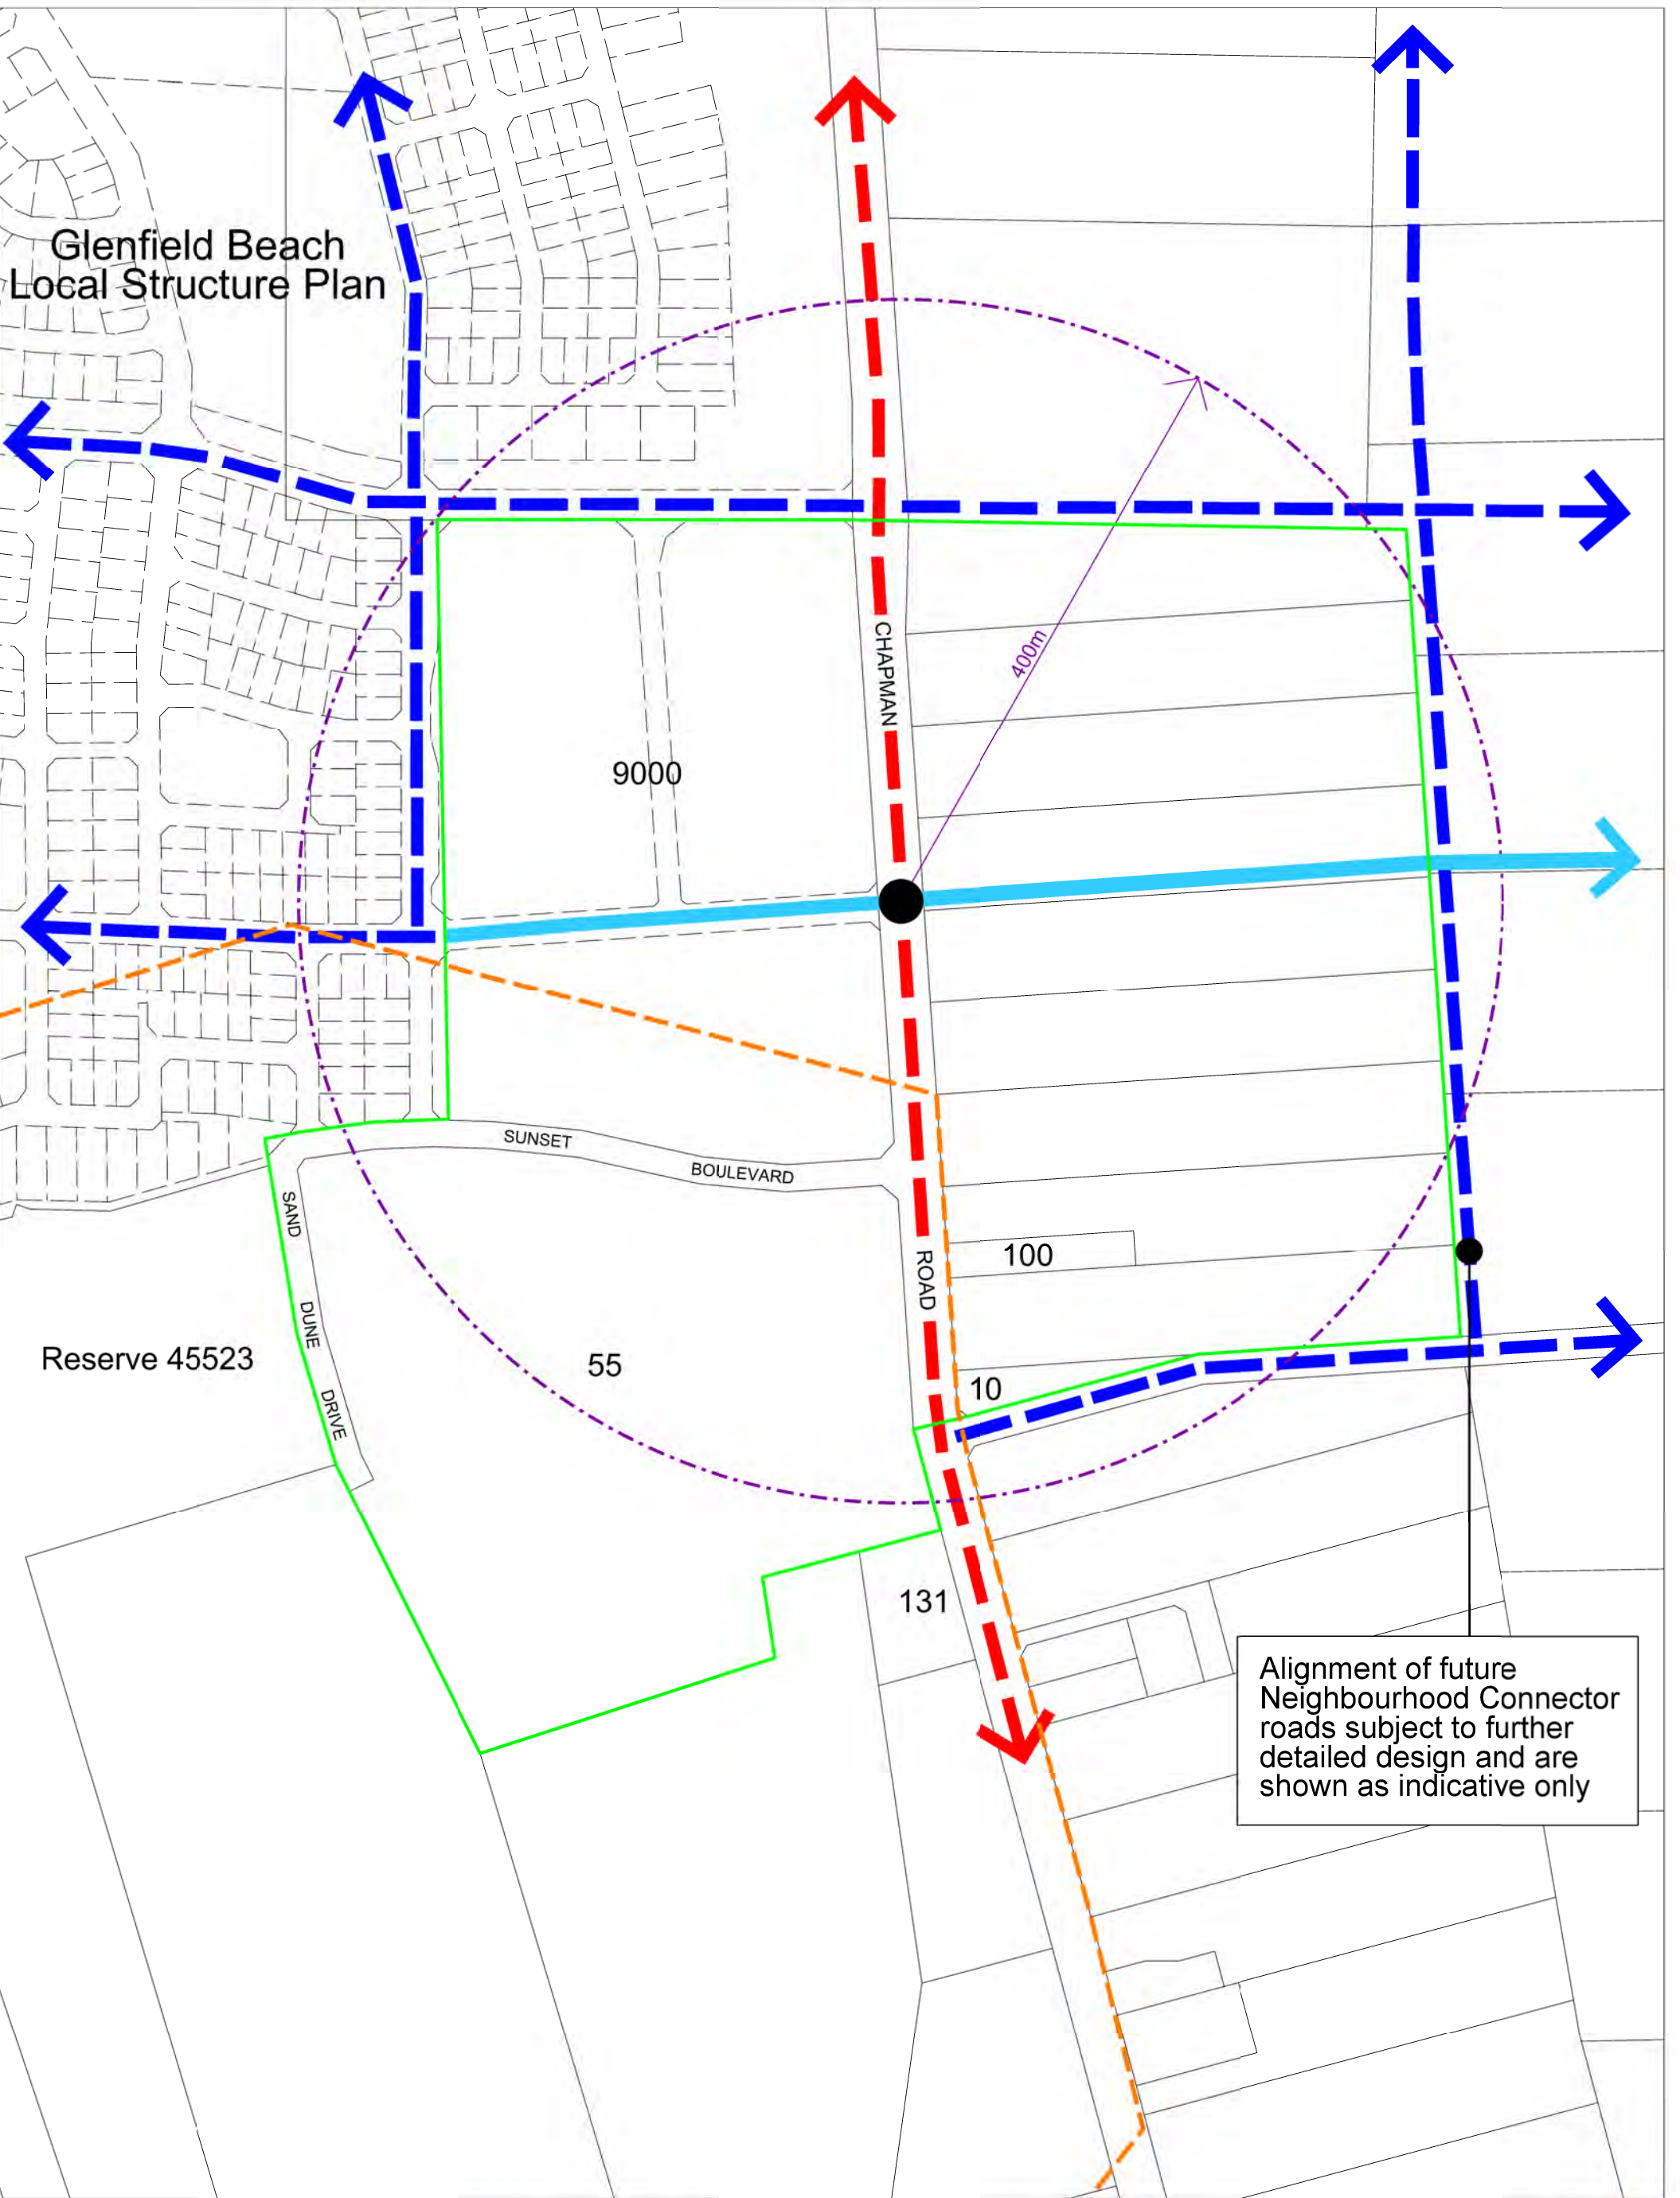 Glenfield Beach
Local Structure Plan
400m
CHAPMAN
9000
SUNSET
BOULEVARD
SAND
DUNE
DRIVE
ROAD
100
Reserve 45523
55
10
131
Alignment of future
Neighbourhood Connector
roads subject to further
detailed design and are
shown as indicative only